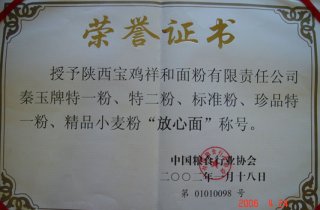 荣誉证书
授予陕西宝鸡祥和面粉有限责任公司
秦玉牌特一粉、特二粉、标准粉、珍品特
一粉、精品小麦粉“放心面”称号。
中国粮食行业协会
二〇〇二年一月十八日
第 01010098 号